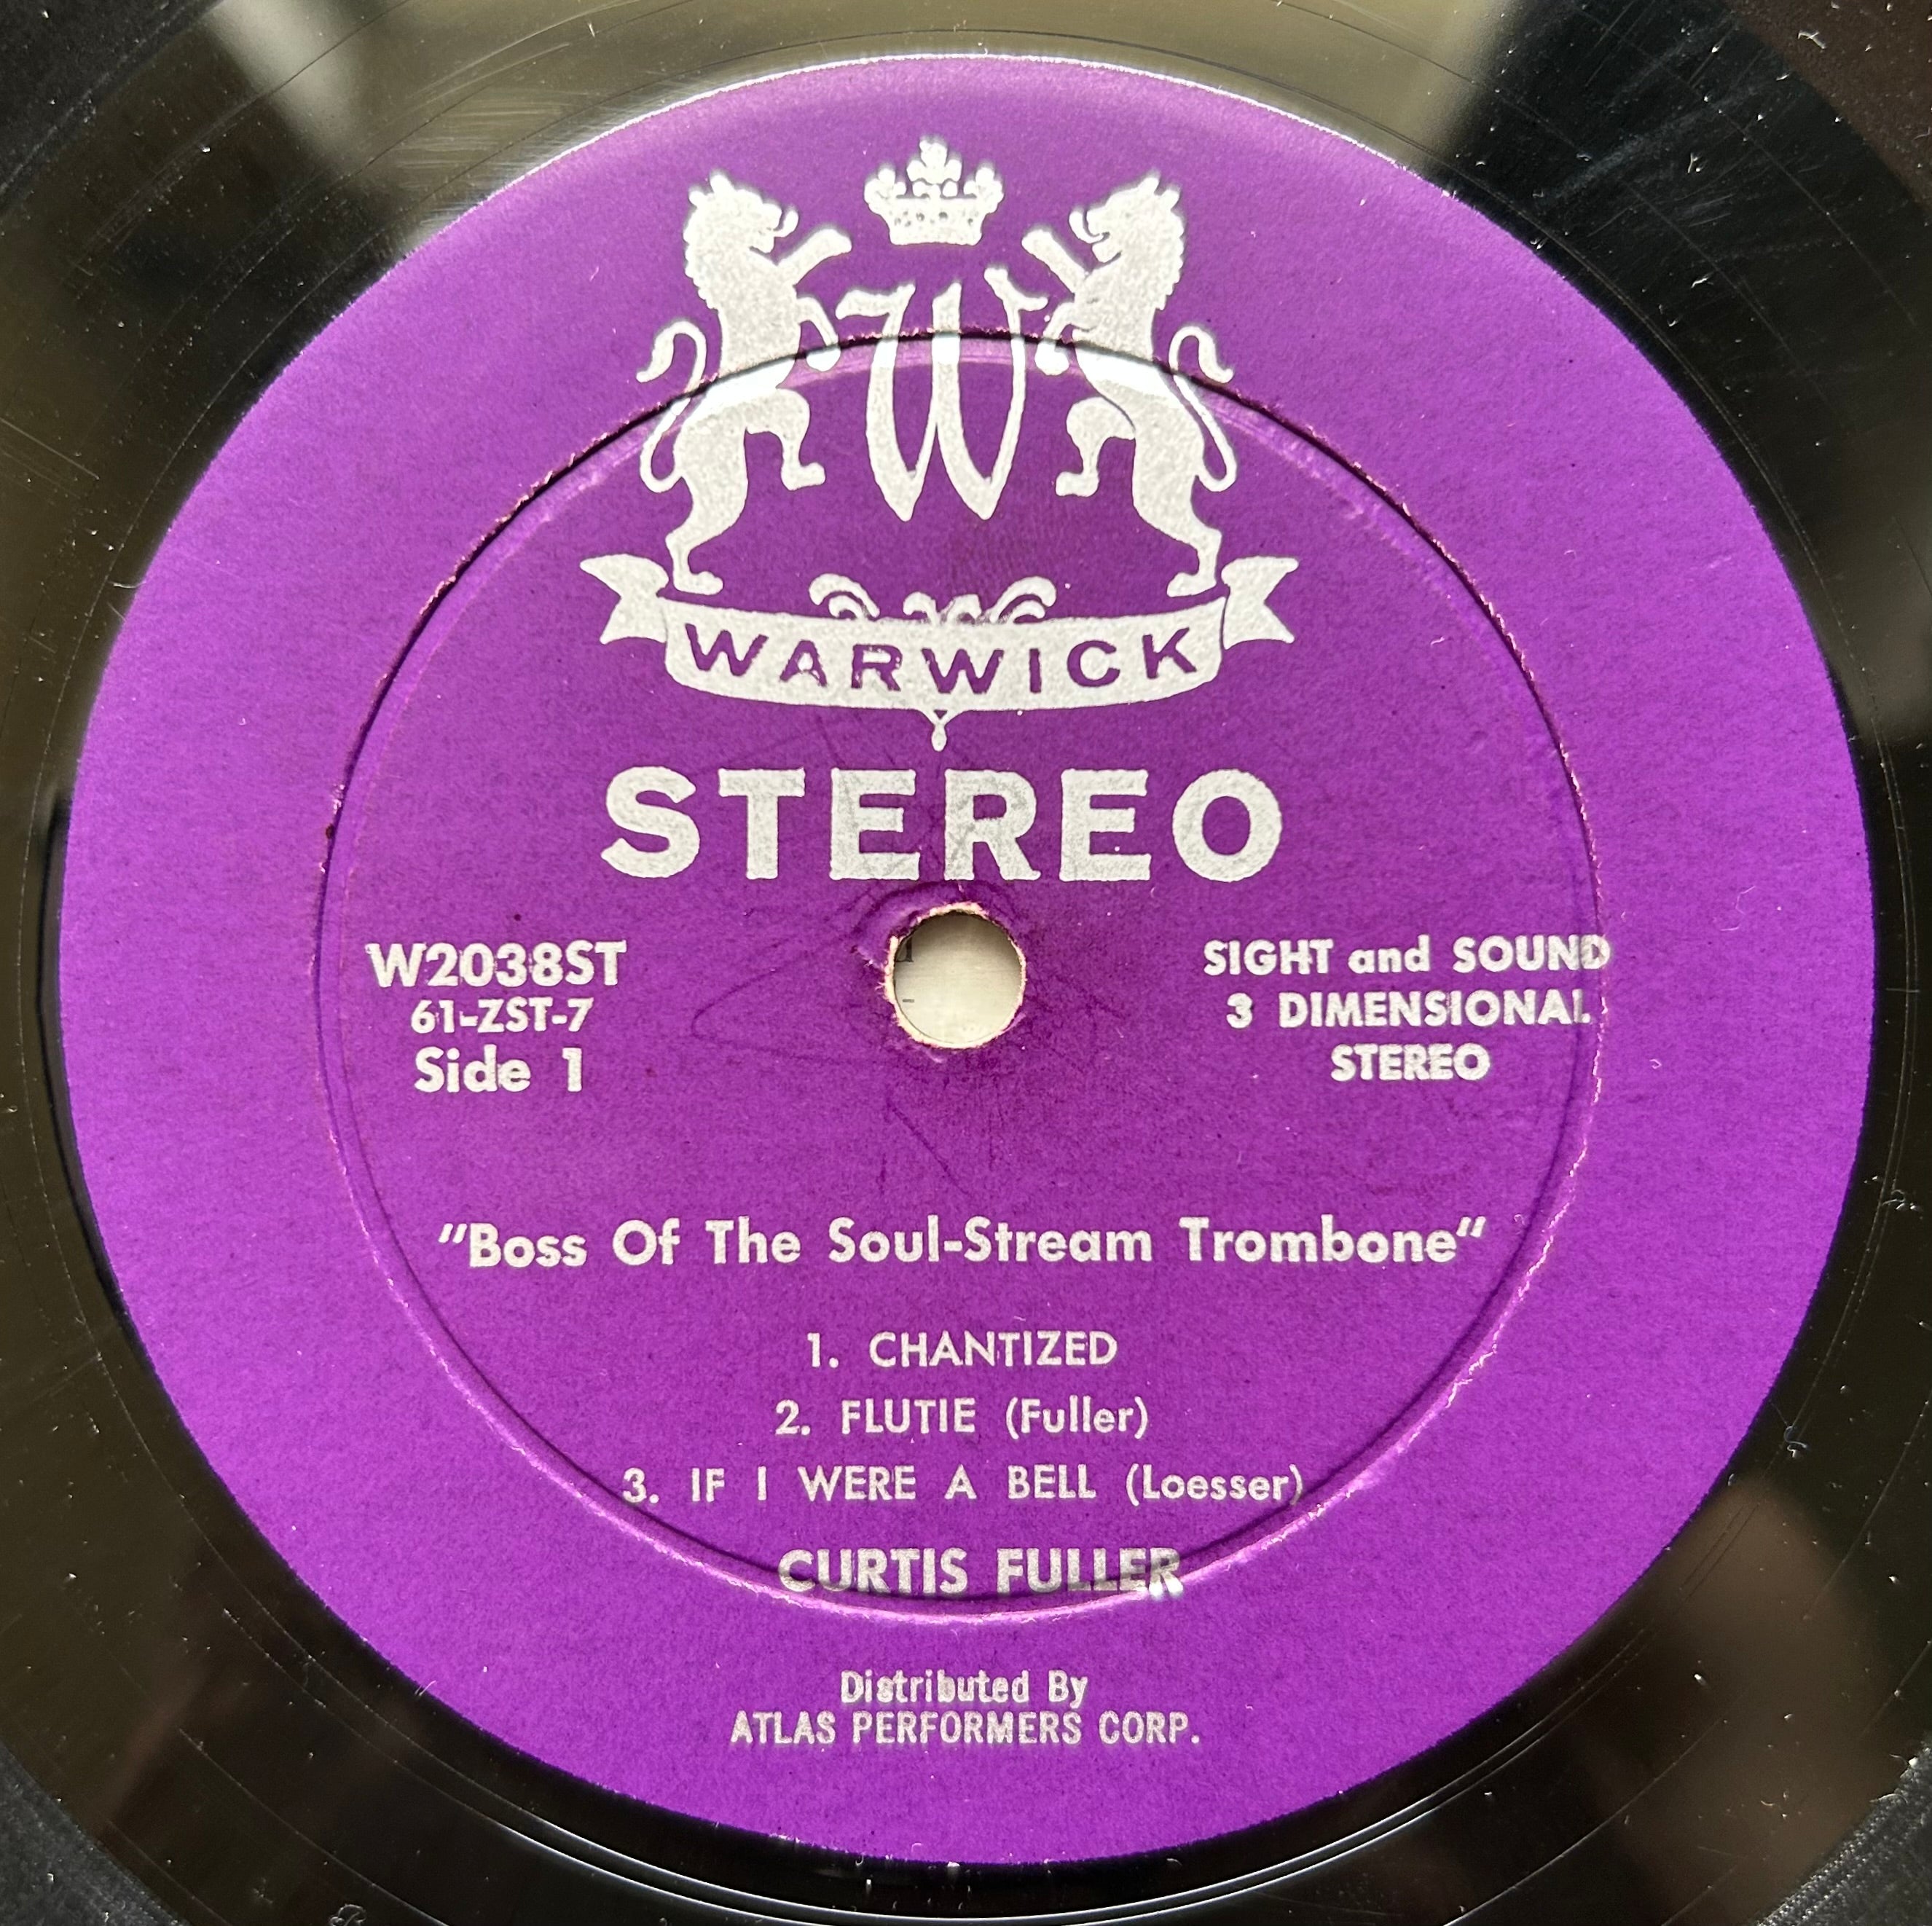 W
WARWICK
STEREO
W2038ST
61-ZST-7
Side 1
SIGHT and SOUND
3 DIMENSIONAL
STEREO
"Boss Of The Soul-Stream Trombone"
1. CHANTIZED
2. FLUTIE (Fuller)
3. IF I WERE A BELL (Loesser)
CURTIS FULLER
Distributed By
ATLAS PERFORMERS CORP.